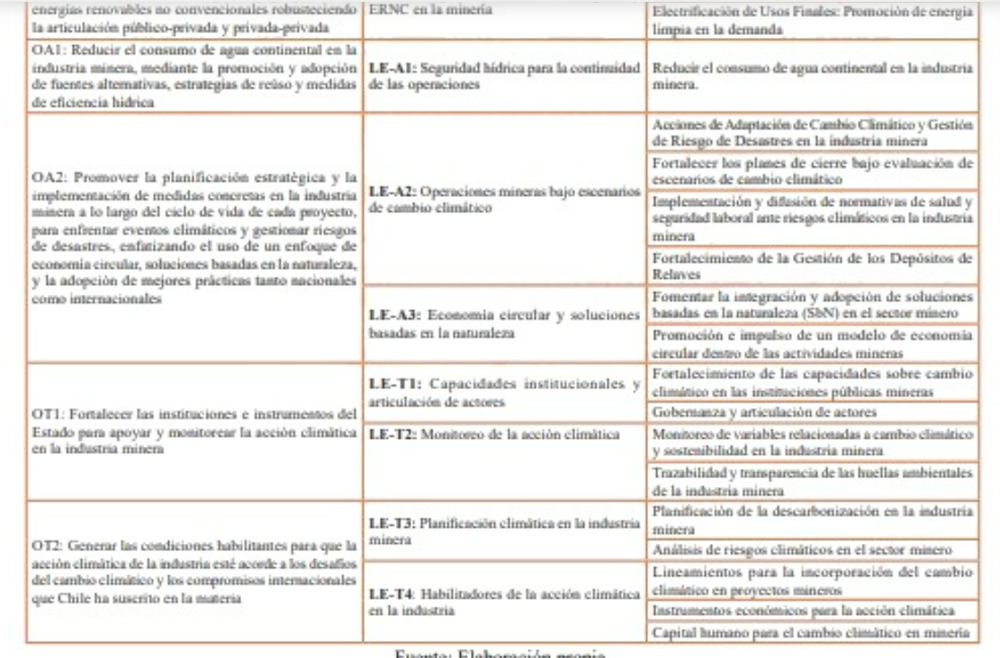 energías renovables no convencionales robusteciendo
la articulación público-privada y privada-privada
ERNC en la minería
Electrificación de Usos Finales: Promoción de energía
limpia en la demanda
OA1: Reducir el consumo de agua continental en la
industria minera, mediante la promoción y adopción
de fuentes alternativas, estrategias de reúso y medidas
de eficiencia hídrica
LE-A1: Seguridad hídrica para la continuidad
de las operaciones
Reducir el consumo de agua continental en la industria
minera.
OA2: Promover la planificación estratégica y la
implementación de medidas concretas en la industria
minera a lo largo del ciclo de vida de cada proyecto,
para enfrentar eventos climáticos y gestionar riesgos
de desastres, enfatizando el uso de un enfoque de
economía circular, soluciones basadas en la naturaleza,
y la adopción de mejores prácticas tanto nacionales
como internacionales
LE-A2: Operaciones mineras bajo escenarios
de cambio climático
Acciones de Adaptación de Cambio Climático y Gestión
de Riesgo de Desastres en la industria minera
Fortalecer los planes de cierre bajo evaluación de
escenarios de cambio climático
Implementación y difusión de normativas de salud y
seguridad laboral ante riesgos climáticos en la industria
minera
Fortalecimiento de la Gestión de los Depósitos de
Relaves
LE-A3: Economía circular y soluciones
basadas en la naturaleza
Fomentar la integración y adopción de soluciones
basadas en la naturaleza (SbN) en el sector minero
Promoción e impulso de un modelo de economía
circular dentro de las actividades mineras
OT1: Fortalecer las instituciones e instrumentos del
Estado para apoyar y monitorear la acción climática
en la industria minera
LE-T1: Capacidades institucionales y
articulación de actores
Fortalecimiento de las capacidades sobre cambio
climático en las instituciones públicas mineras
Gobernanza y articulación de actores
LE-T2: Monitoreo de la acción climática
Monitoreo de variables relacionadas a cambio climático
y sostenibilidad en la industria minera
Trazabilidad y transparencia de las huellas ambientales
de la industria minera
OT2: Generar las condiciones habilitantes para que la
acción climática de la industria esté acorde a los desafíos
del cambio climático y los compromisos internacionales
que Chile ha suscrito en la materia
LE-T3: Planificación climática en la industria
minera
Planificación de la descarbonización en la industria
minera
Análisis de riesgos climáticos en el sector minero
LE-T4: Habilitadores de la acción climática
en la industria
Lineamientos para la incorporación del cambio
climático en proyectos mineros
Instrumentos económicos para la acción climática
Capital humano para el cambio climático en minería
Fuente: Elaboración propia